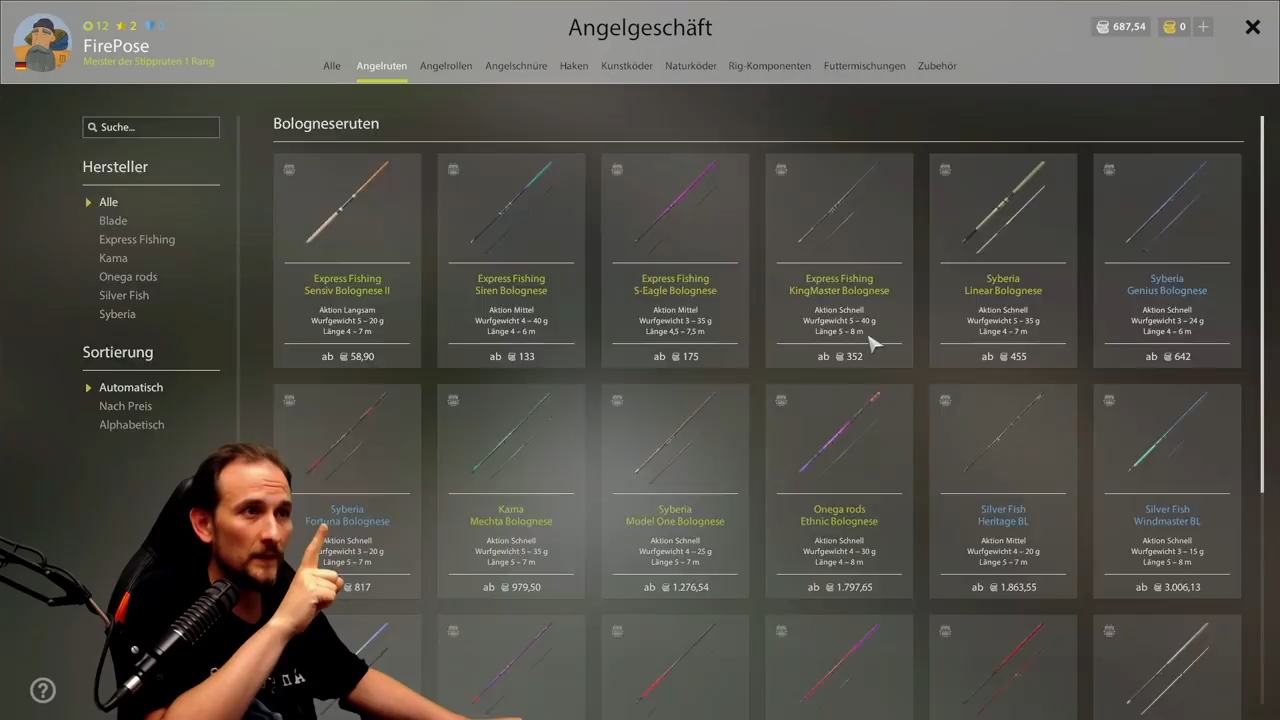 12 2 0
FirePose
Meister der Stippruten 1 Rang
Angelgeschäft
687,54 0
Alle Angelruten Angelrollen Angelschnüre Haken Kunstköder Naturköder Rig-Komponenten Futtermischungen Zubehör
Suche...
Hersteller
Alle
Blade
Express Fishing
Kama
Onega rods
Silver Fish
Syberia
Sortierung
Automatisch
Nach Preis
Alphabetisch
Bologneseruten
Express Fishing
Sensiv Bolognese II
Aktion Langsam
Wurfgewicht 5 – 20 g
Länge 4 – 7 m
ab 58,90
Express Fishing
Siren Bolognese
Aktion Mittel
Wurfgewicht 4 – 40 g
Länge 4 – 6 m
ab 133
Express Fishing
S-Eagle Bolognese
Aktion Mittel
Wurfgewicht 3 – 35 g
Länge 4,5 – 7,5 m
ab 175
Express Fishing
KingMaster Bolognese
Aktion Schnell
Wurfgewicht 5 – 40 g
Länge 5 – 8 m
ab 352
Syberia
Linear Bolognese
Aktion Schnell
Wurfgewicht 5 – 35 g
Länge 4 – 7 m
ab 455
Syberia
Genius Bolognese
Aktion Schnell
Wurfgewicht 3 – 24 g
Länge 4 – 6 m
ab 642
Syberia
Fortuna Bolognese
Aktion Schnell
Wurfgewicht 3 – 20 g
Länge 5 – 7 m
817
Kama
Mechta Bolognese
Aktion Schnell
Wurfgewicht 5 – 35 g
Länge 5 – 7 m
ab 979,50
Syberia
Model One Bolognese
Aktion Schnell
Wurfgewicht 4 – 25 g
Länge 5 – 7 m
ab 1.276,54
Onega rods
Ethnic Bolognese
Aktion Schnell
Wurfgewicht 4 – 30 g
Länge 4 – 8 m
ab 1.797,65
Silver Fish
Heritage BL
Aktion Mittel
Wurfgewicht 4 – 20 g
Länge 5 – 7 m
ab 1.863,55
Silver Fish
Windmaster BL
Aktion Schnell
Wurfgewicht 3 – 15 g
Länge 5 – 8 m
ab 3.006,13